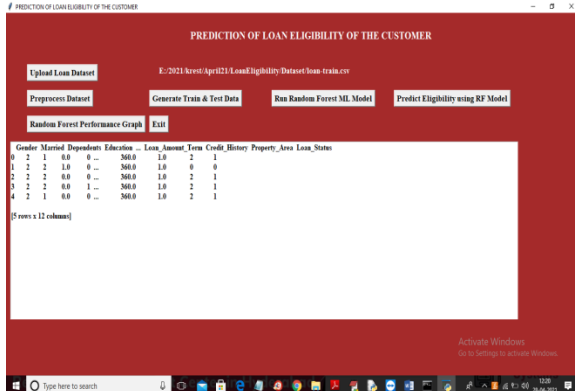 PREDICTION OF LOAN ELIGIBILITY OF THE CUSTOMER
PREDICTION OF LOAN ELIGIBILITY OF THE CUSTOMER
Upload Loan Dataset E:/2021/krest/April21/LoanEligibility/Dataset/loan-train.csv
Preprocess Dataset Generate Train & Test Data Run Random Forest ML Model Predict Eligibility using RF Model
Random Forest Performance Graph Exit
Gender Married Dependents Education ... Loan_Amount_Term Credit_History Property_Area Loan_Status
0 2 1 0.0 0 ... 360.0 1.0 2 1
1 2 2 1.0 0 ... 360.0 1.0 0 0
2 2 2 0.0 0 ... 360.0 1.0 2 1
3 2 2 0.0 1 ... 360.0 1.0 2 1
4 2 1 0.0 0 ... 360.0 1.0 2 1
[5 rows x 12 columns]
Activate Windows
Go to Settings to activate Windows.
Type here to search 12:20